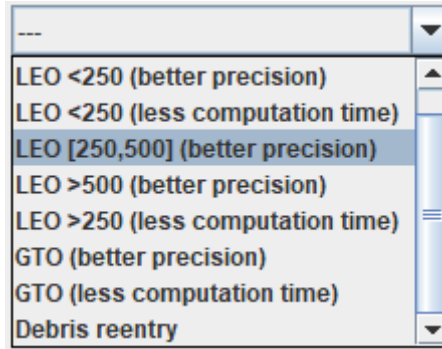 ---
LEO <250 (better precision)
LEO <250 (less computation time)
LEO [250,500] (better precision)
LEO >500 (better precision)
LEO >250 (less computation time)
GTO (better precision)
GTO (less computation time)
Debris reentry